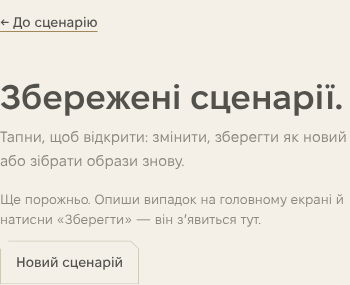 ← До сценарію
Збережені сценарії.
Тапни, щоб відкрити: змінити, зберегти як новий
або зібрати образи знову.
Ще порожньо. Опиши випадок на головному екрані й
натисни «Зберегти» — він з’явиться тут.
Новий сценарій